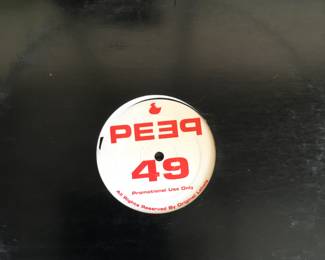 PEEP
49
Promotional Use Only
All Rights Reserved By Original Labels